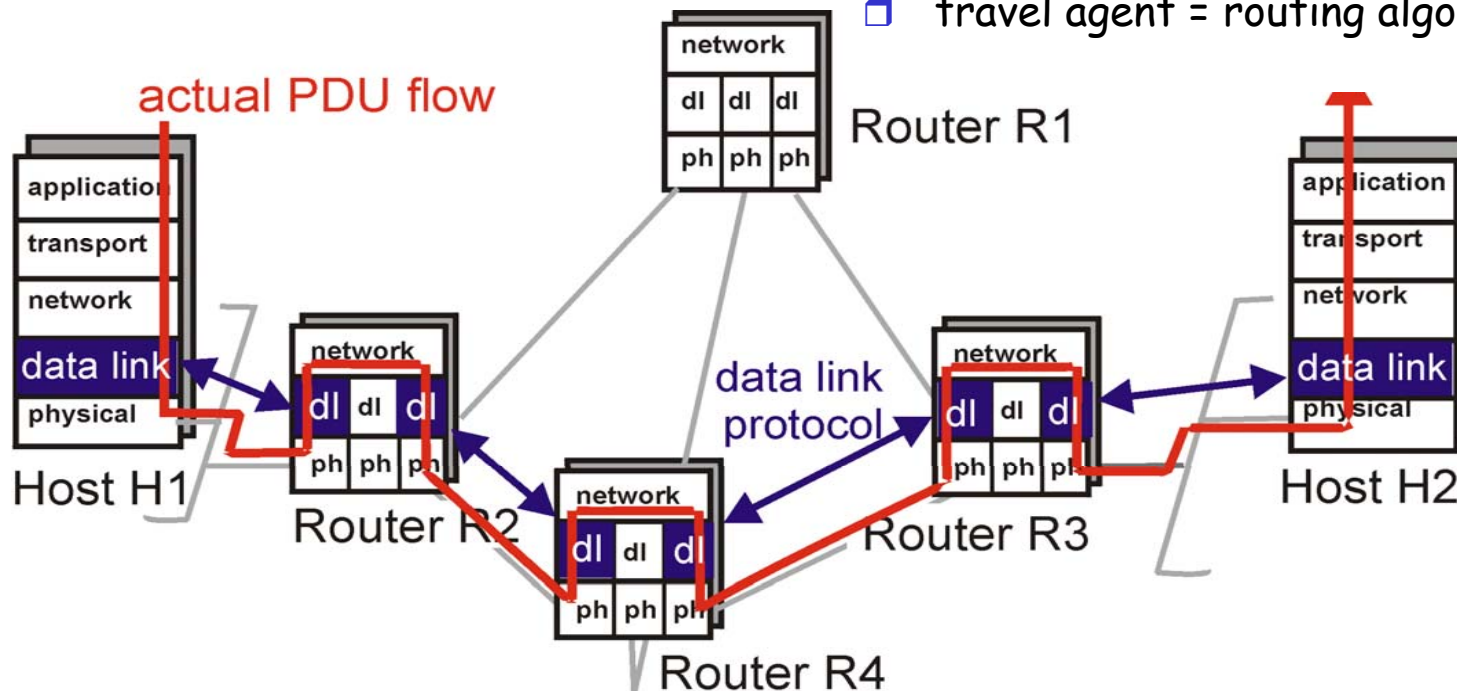 travel agent = routing algo
network
dl dl dl
ph ph ph
Router R1
actual PDU flow
application
transport
network
data link
physical
Host H1
network
dl dl dl
ph ph ph
Router R2
data link
protocol
network
dl dl dl
ph ph ph
Router R4
network
dl dl dl
ph ph ph
Router R3
application
transport
network
data link
physical
Host H2